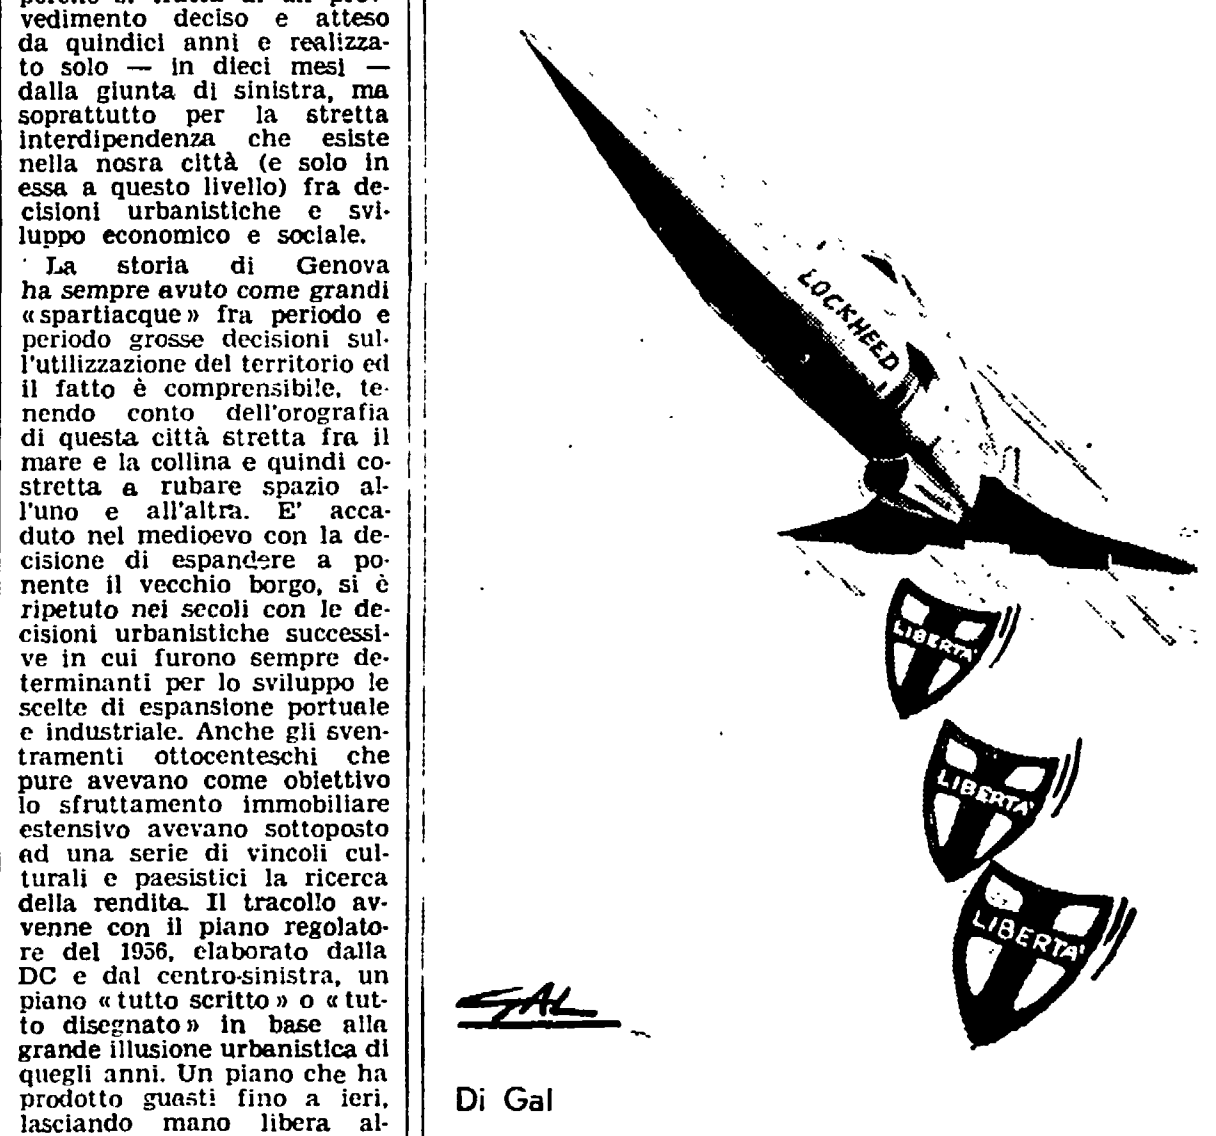 perché si tratta di un prov-
vedimento deciso e atteso
da quindici anni e realizza-
to solo — in dieci mesi —
dalla giunta di sinistra, ma
soprattutto per la stretta
interdipendenza che esiste
nella nosra città (e solo in
essa a questo livello) fra de-
cisioni urbanistiche e svi-
luppo economico e sociale.
La storia di Genova
ha sempre avuto come grandi
«spartiacque» fra periodo e
periodo grosse decisioni sul-
l'utilizzazione del territorio ed
il fatto è comprensibile, te-
nendo conto dell'orografia
di questa città stretta fra il
mare e la collina e quindi co-
stretta a rubare spazio al-
l'uno e all'altra. E' acca-
duto nel medioevo con la de-
cisione di espandere a po-
nente il vecchio borgo, si è
ripetuto nei secoli con le de-
cisioni urbanistiche successi-
ve in cui furono sempre de-
terminanti per lo sviluppo le
scelte di espansione portuale
e industriale. Anche gli sven-
tramenti ottocenteschi che
pure avevano come obiettivo
lo sfruttamento immobiliare
estensivo avevano sottoposto
ad una serie di vincoli cul-
turali e paesistici la ricerca
della rendita. Il tracollo av-
venne con il piano regolato-
re del 1956, elaborato dalla
DC e dal centro-sinistra, un
piano «tutto scritto» o «tut-
to disegnato» in base alla
grande illusione urbanistica di
quegli anni. Un piano che ha
prodotto guasti fino a ieri,
lasciando mano libera al-
LOCKHEED
LIBERTA'
LIBERTA'
LIBERTA'
GAL
Di Gal